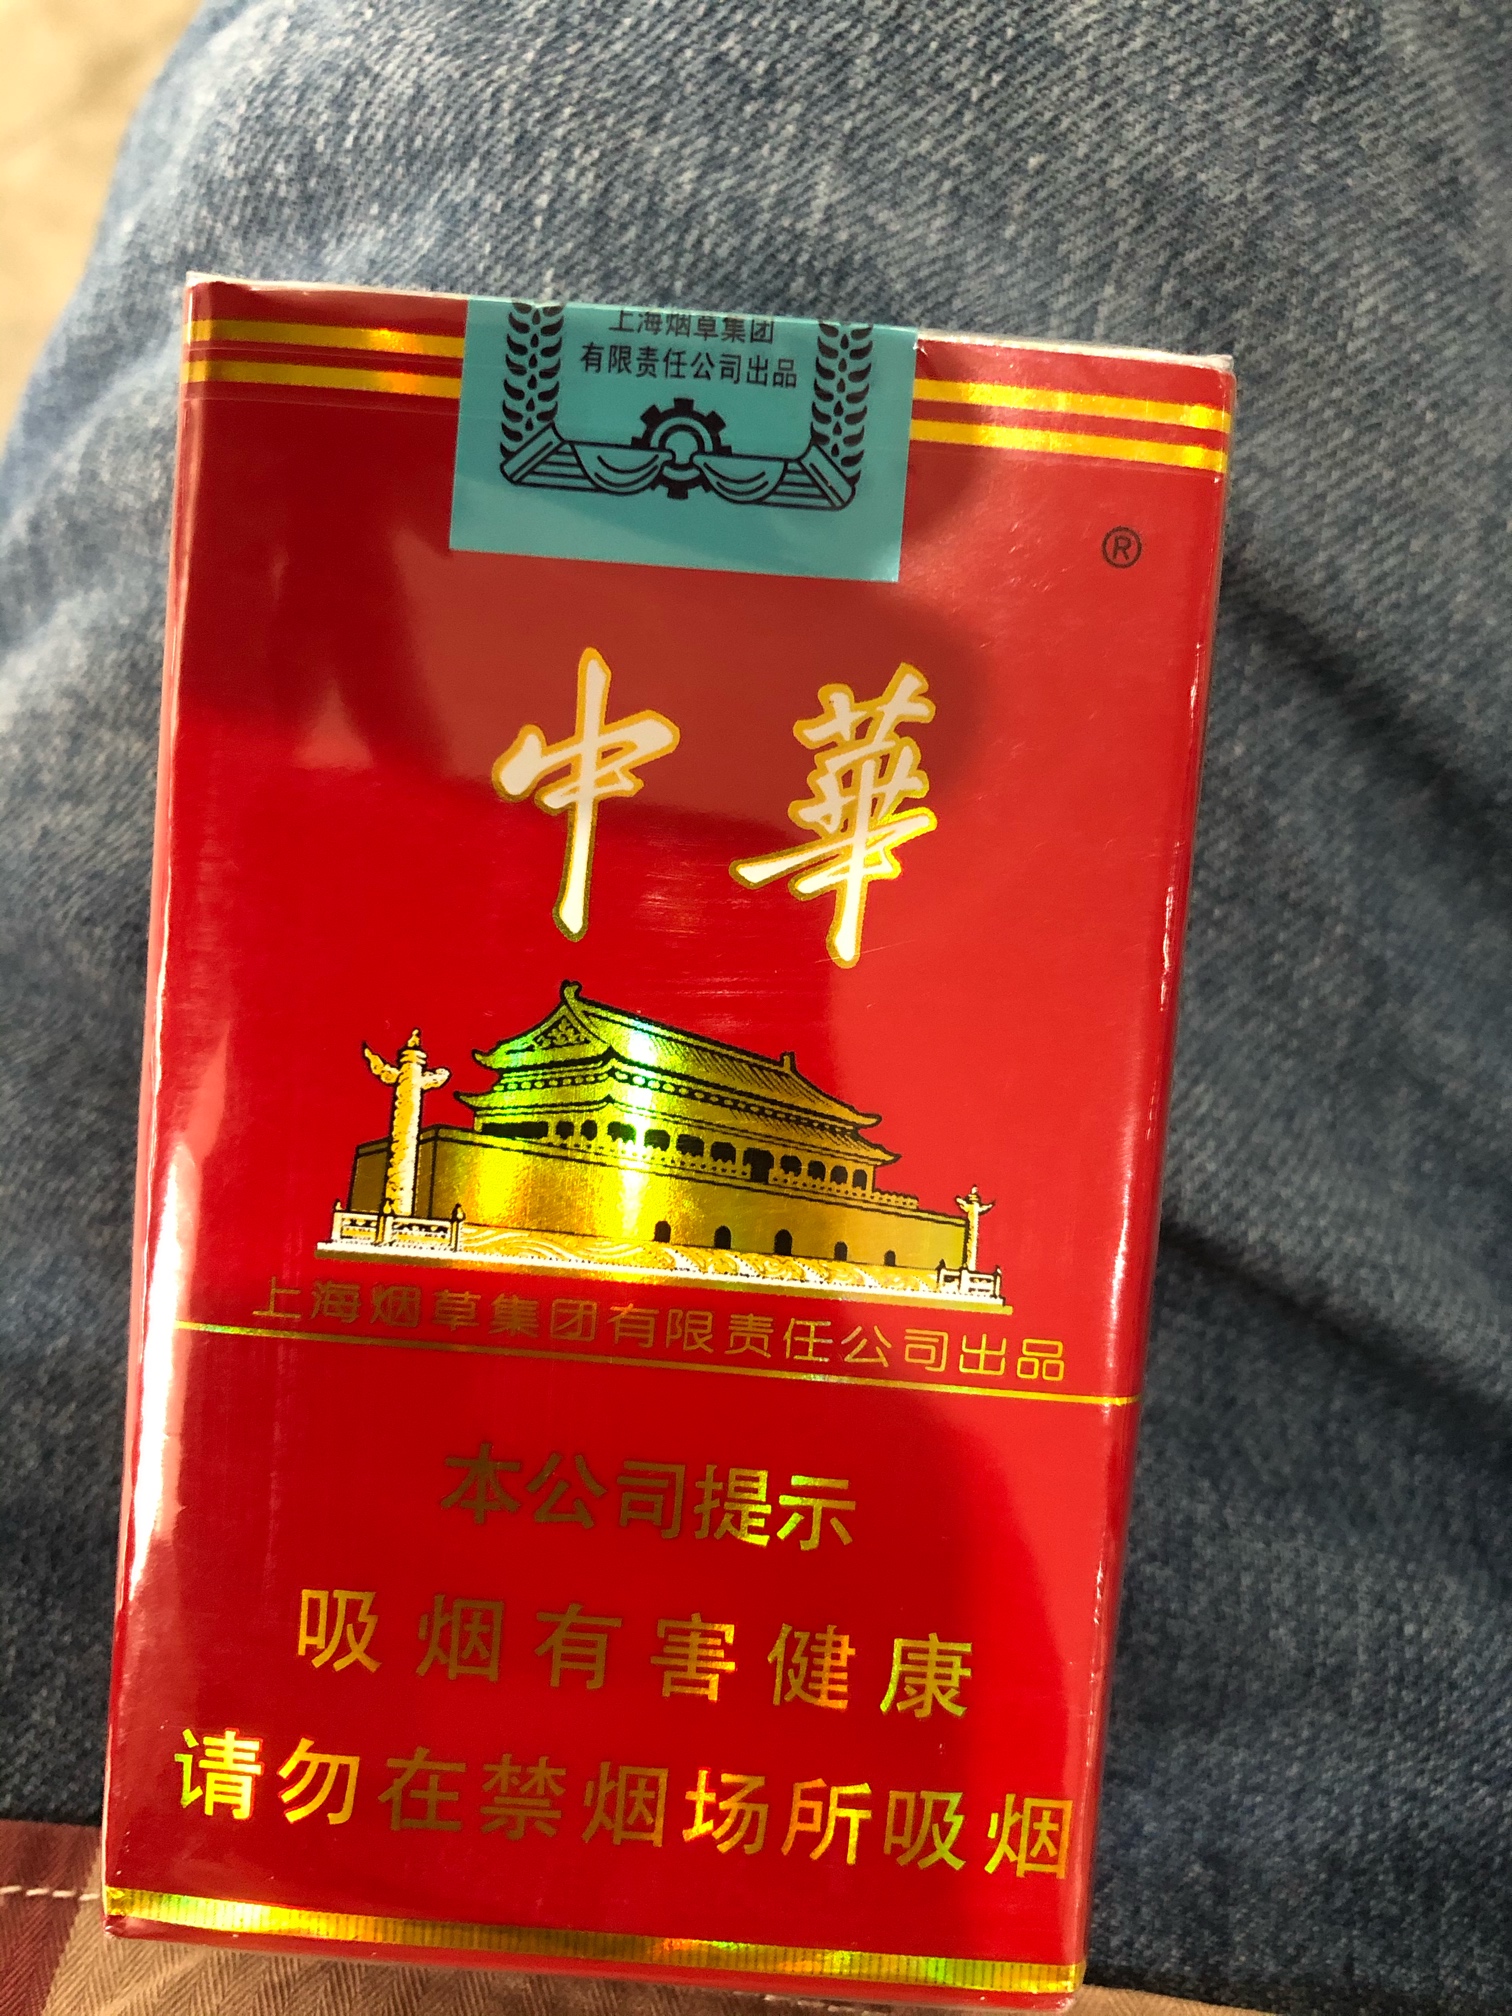 上海烟草集团
有限责任公司出品
®
中華
上海烟草集团有限责任公司出品
本公司提示
吸烟有害健康
请勿在禁烟场所吸烟